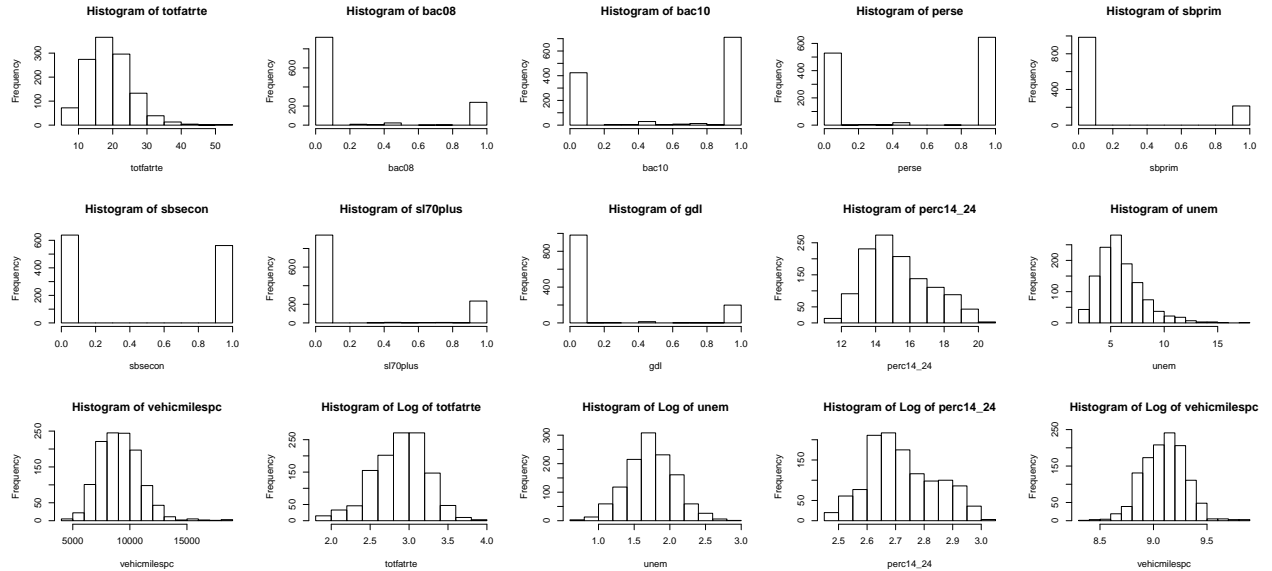 Histogram of totfatrte
Frequency
0 100 300
10 20 30 40 50
totfatrte
Histogram of bac08
Frequency
0 200 600
0.0 0.2 0.4 0.6 0.8 1.0
bac08
Histogram of bac10
Frequency
0 200 400 600
0.0 0.2 0.4 0.6 0.8 1.0
bac10
Histogram of perse
Frequency
0 200 400 600
0.0 0.2 0.4 0.6 0.8 1.0
perse
Histogram of sbprim
Frequency
0 400 800
0.0 0.2 0.4 0.6 0.8 1.0
sbprim
Histogram of sbsecon
Frequency
0 200 400 600
0.0 0.2 0.4 0.6 0.8 1.0
sbsecon
Histogram of sl70plus
Frequency
0 200 600
0.0 0.2 0.4 0.6 0.8 1.0
sl70plus
Histogram of gdl
Frequency
0 400 800
0.0 0.2 0.4 0.6 0.8 1.0
gdl
Histogram of perc14_24
Frequency
0 50 150 250
12 14 16 18 20
perc14_24
Histogram of unem
Frequency
0 100 200
5 10 15
unem
Histogram of vehicmilespc
Frequency
0 50 150 250
5000 10000 15000
vehicmilespc
Histogram of Log of totfatrte
Frequency
0 50 150 250
2.0 2.5 3.0 3.5 4.0
totfatrte
Histogram of Log of unem
Frequency
0 100 200 300
1.0 1.5 2.0 2.5 3.0
unem
Histogram of Log of perc14_24
Frequency
0 50 150
2.5 2.6 2.7 2.8 2.9 3.0
perc14_24
Histogram of Log of vehicmilespc
Frequency
0 50 150 250
8.5 9.0 9.5
vehicmilespc